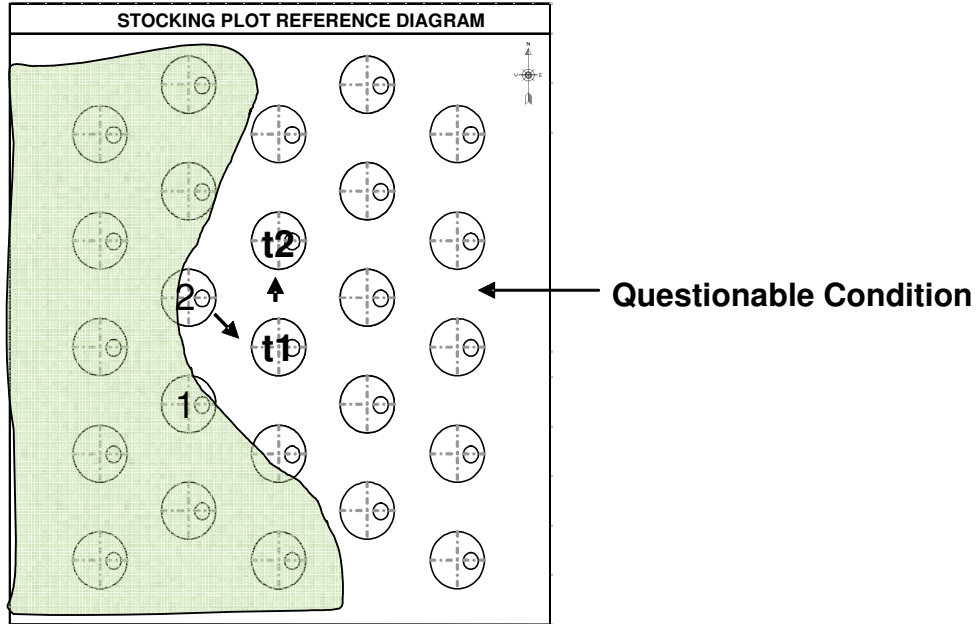 STOCKING PLOT REFERENCE DIAGRAM
N
W E
t2
2
Questionable Condition
t1
1